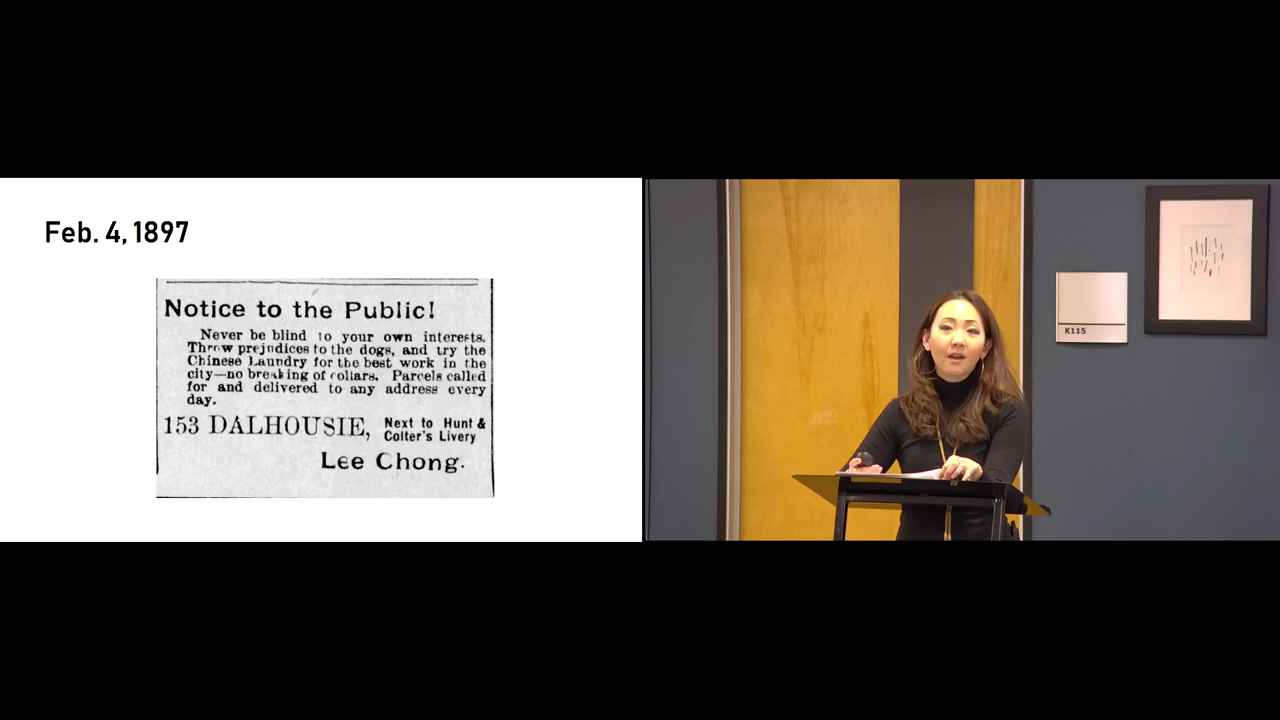 Feb. 4, 1897
Notice to the Public!
Never be blind to your own interests.
Throw prejudices to the dogs, and try the
Chinese Laundry for the best work in the
city—no breaking of collars. Parcels called
for and delivered to any address every
day.
153 DALHOUSIE,
Next to Hunt &
Colter's Livery
Lee Chong.
K115